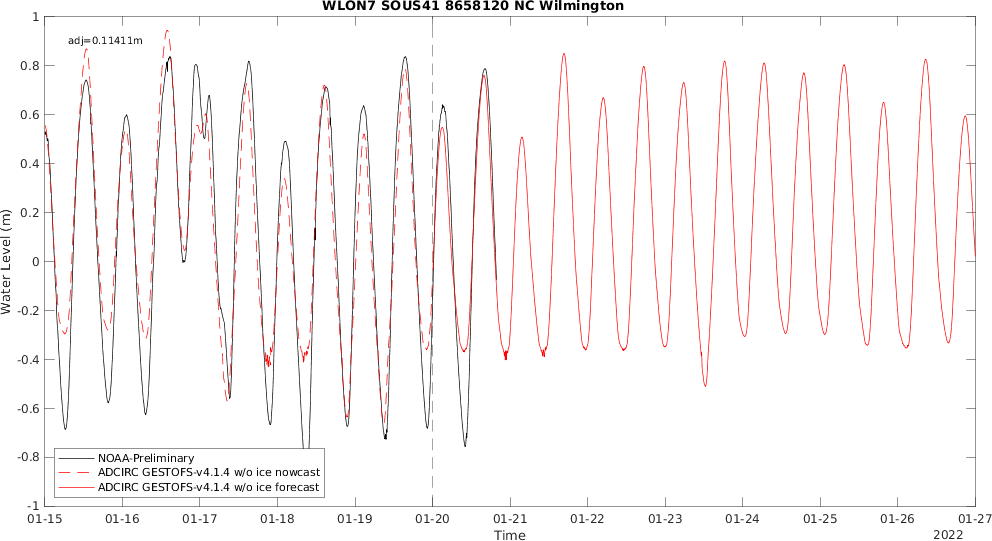 WLON7 SOUS41 8658120 NC Wilmington
adj=0.11411m
1
0.8
0.6
0.4
0.2
0
-0.2
-0.4
-0.6
-0.8
-1
Water Level (m)
NOAA-Preliminary
ADCIRC GESTOFS-v4.1.4 w/o ice nowcast
ADCIRC GESTOFS-v4.1.4 w/o ice forecast
01-15 01-16 01-17 01-18 01-19 01-20 01-21 01-22 01-23 01-24 01-25 01-26 01-27
Time
2022